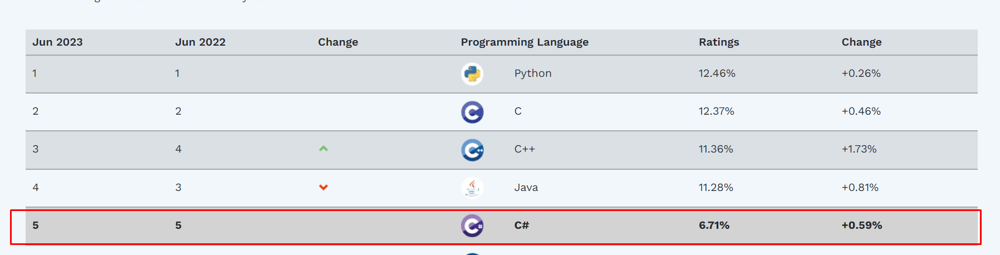 Jun 2023 Jun 2022 Change Programming Language Ratings Change
1 1 Python 12.46% +0.26%
2 2 C 12.37% +0.46%
3 4 C++ 11.36% +1.73%
4 3 Java 11.28% +0.81%
5 5 C# 6.71% +0.59%